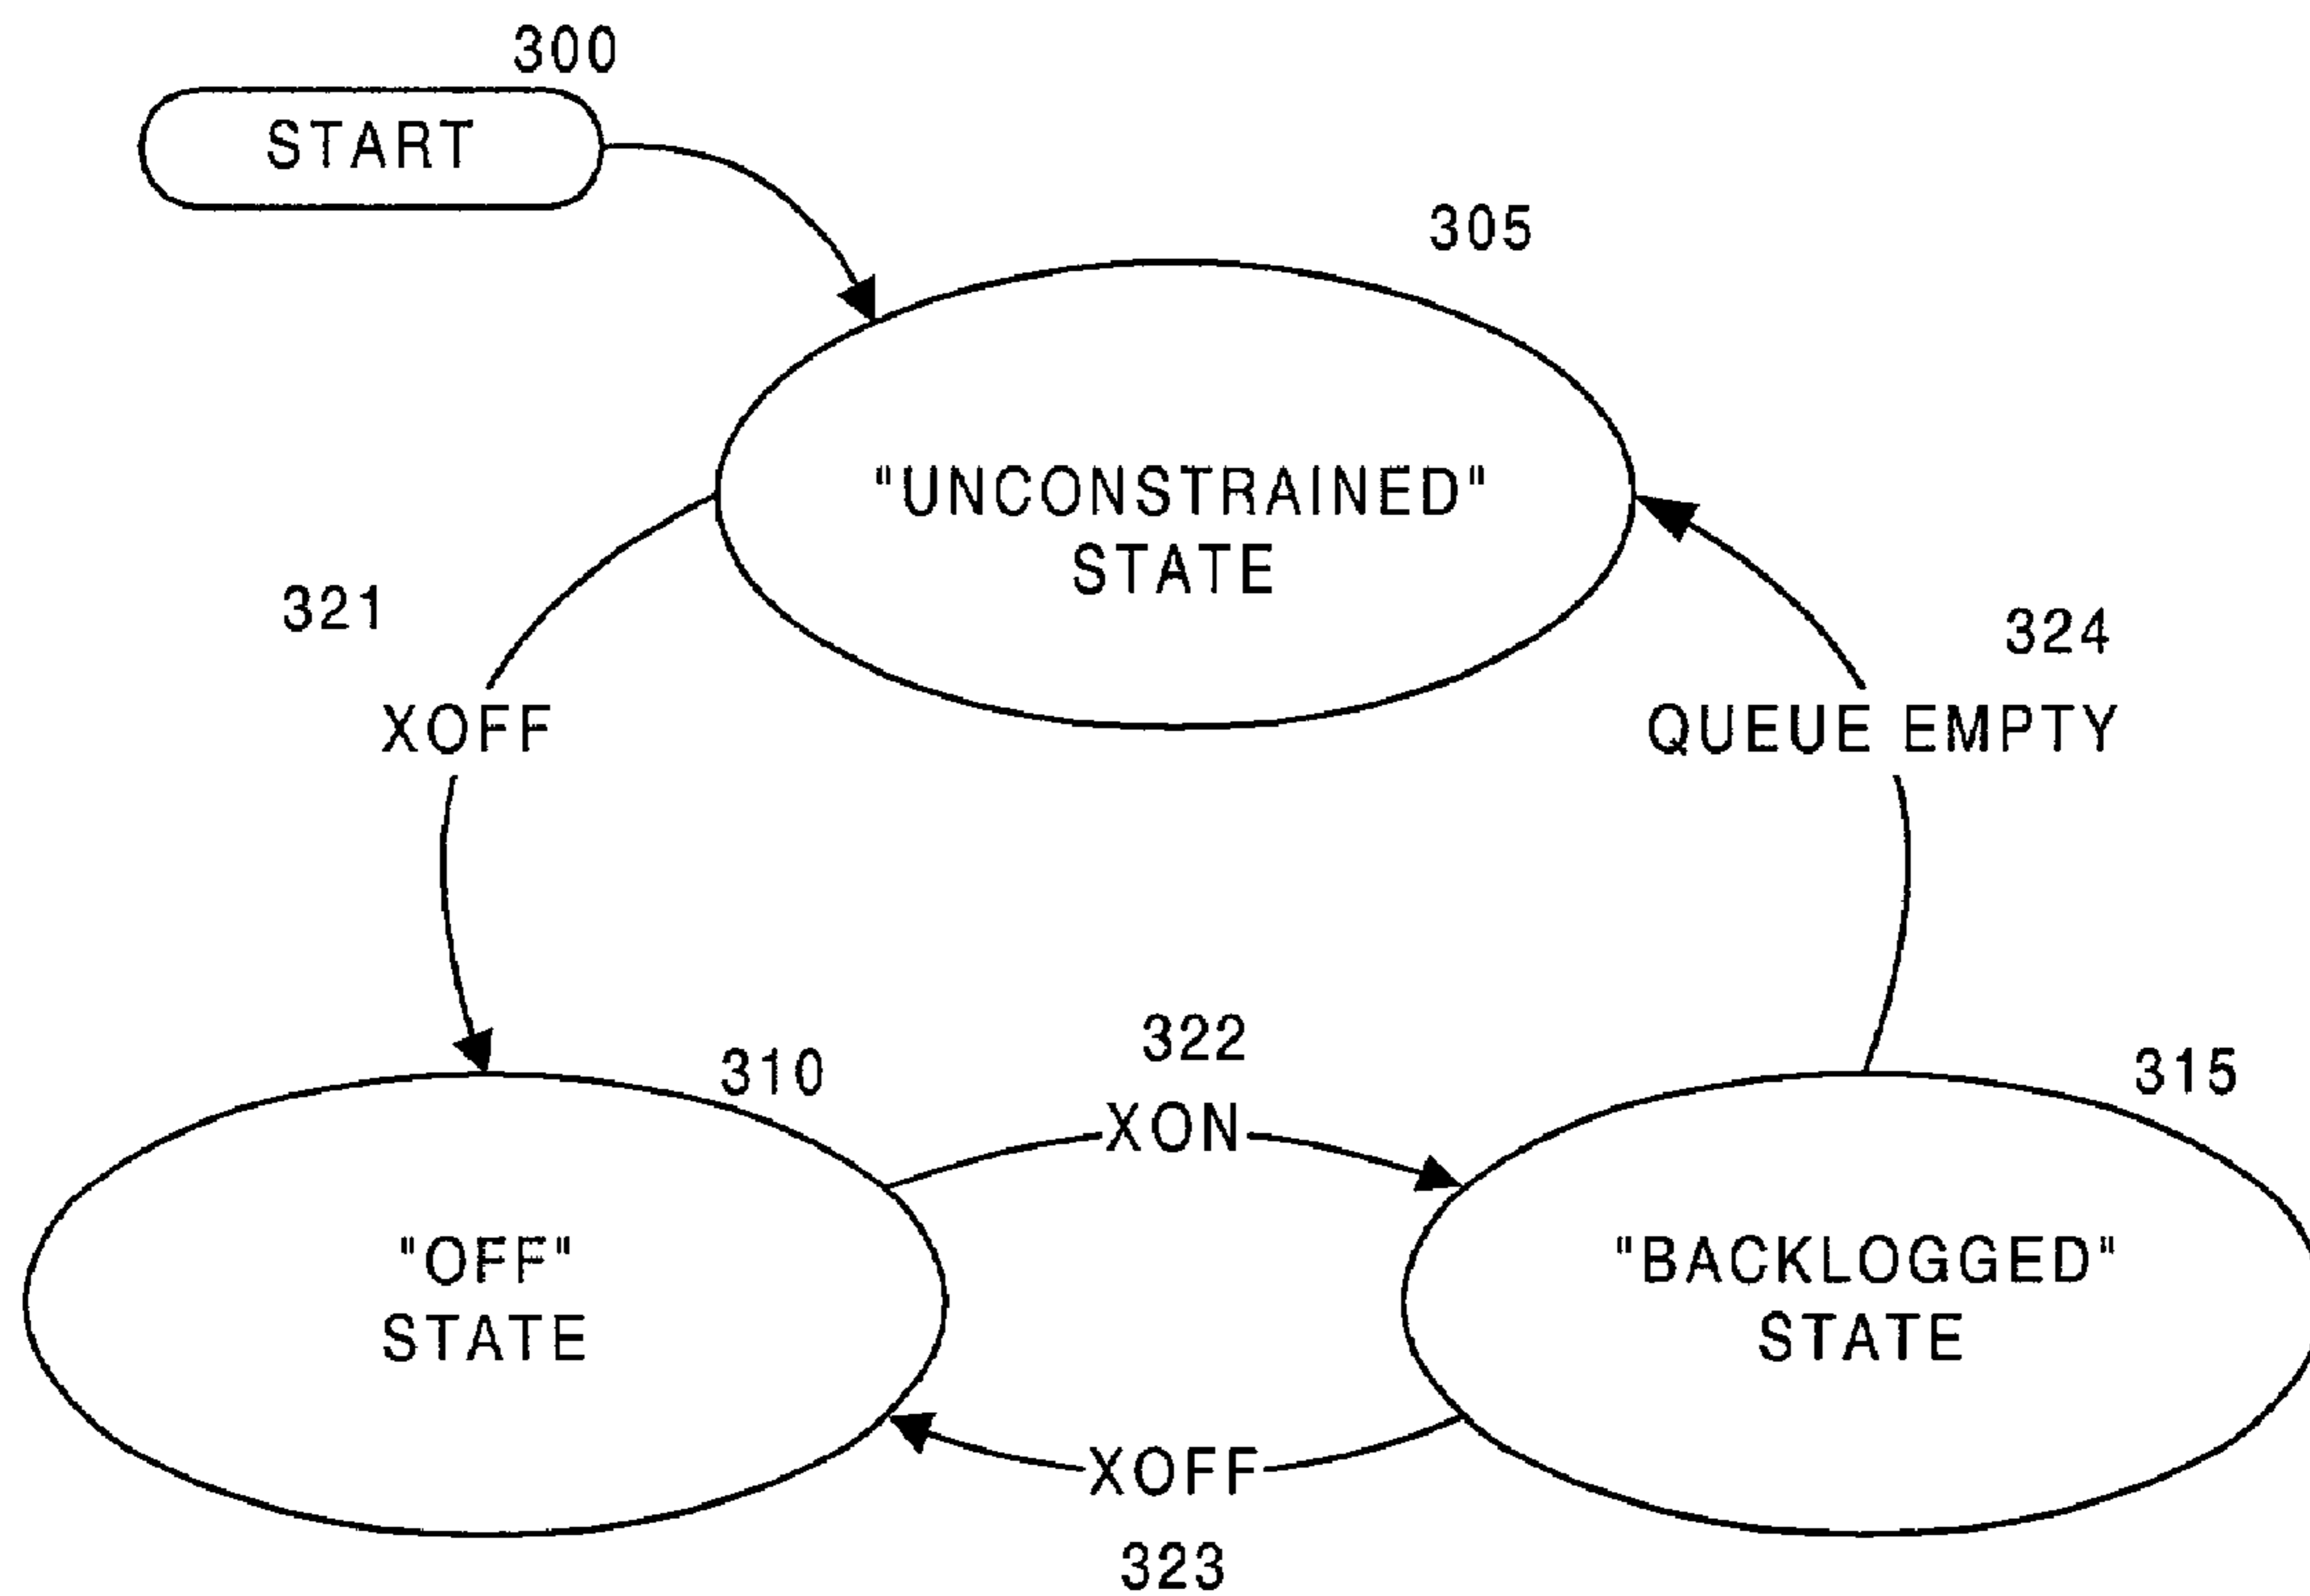 300
START
305
"UNCONSTRAINED"
STATE
321
XOFF
324
QUEUE EMPTY
310
322
XON
315
"OFF"
STATE
"BACKLOGGED"
STATE
XOFF
323